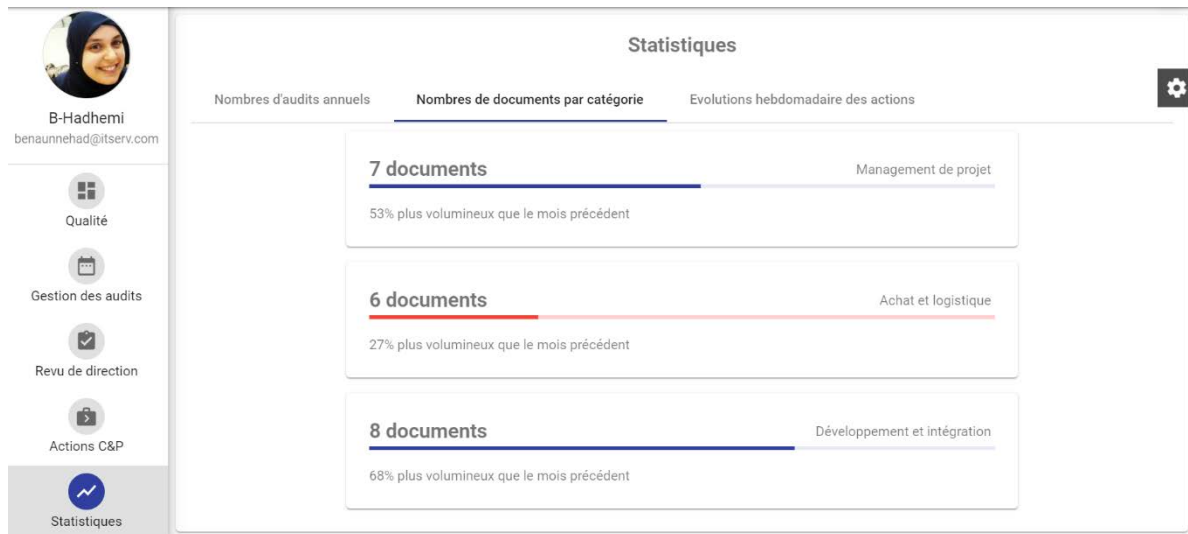 B-Hadhemi
benaunnehad@itserv.com
Qualité
Gestion des audits
Revu de direction
Actions C&P
Statistiques
Statistiques
Nombres d'audits annuels Nombres de documents par catégorie Evolutions hebdomadaire des actions
7 documents Management de projet
53% plus volumineux que le mois précédent
6 documents Achat et logistique
27% plus volumineux que le mois précédent
8 documents Développement et intégration
68% plus volumineux que le mois précédent